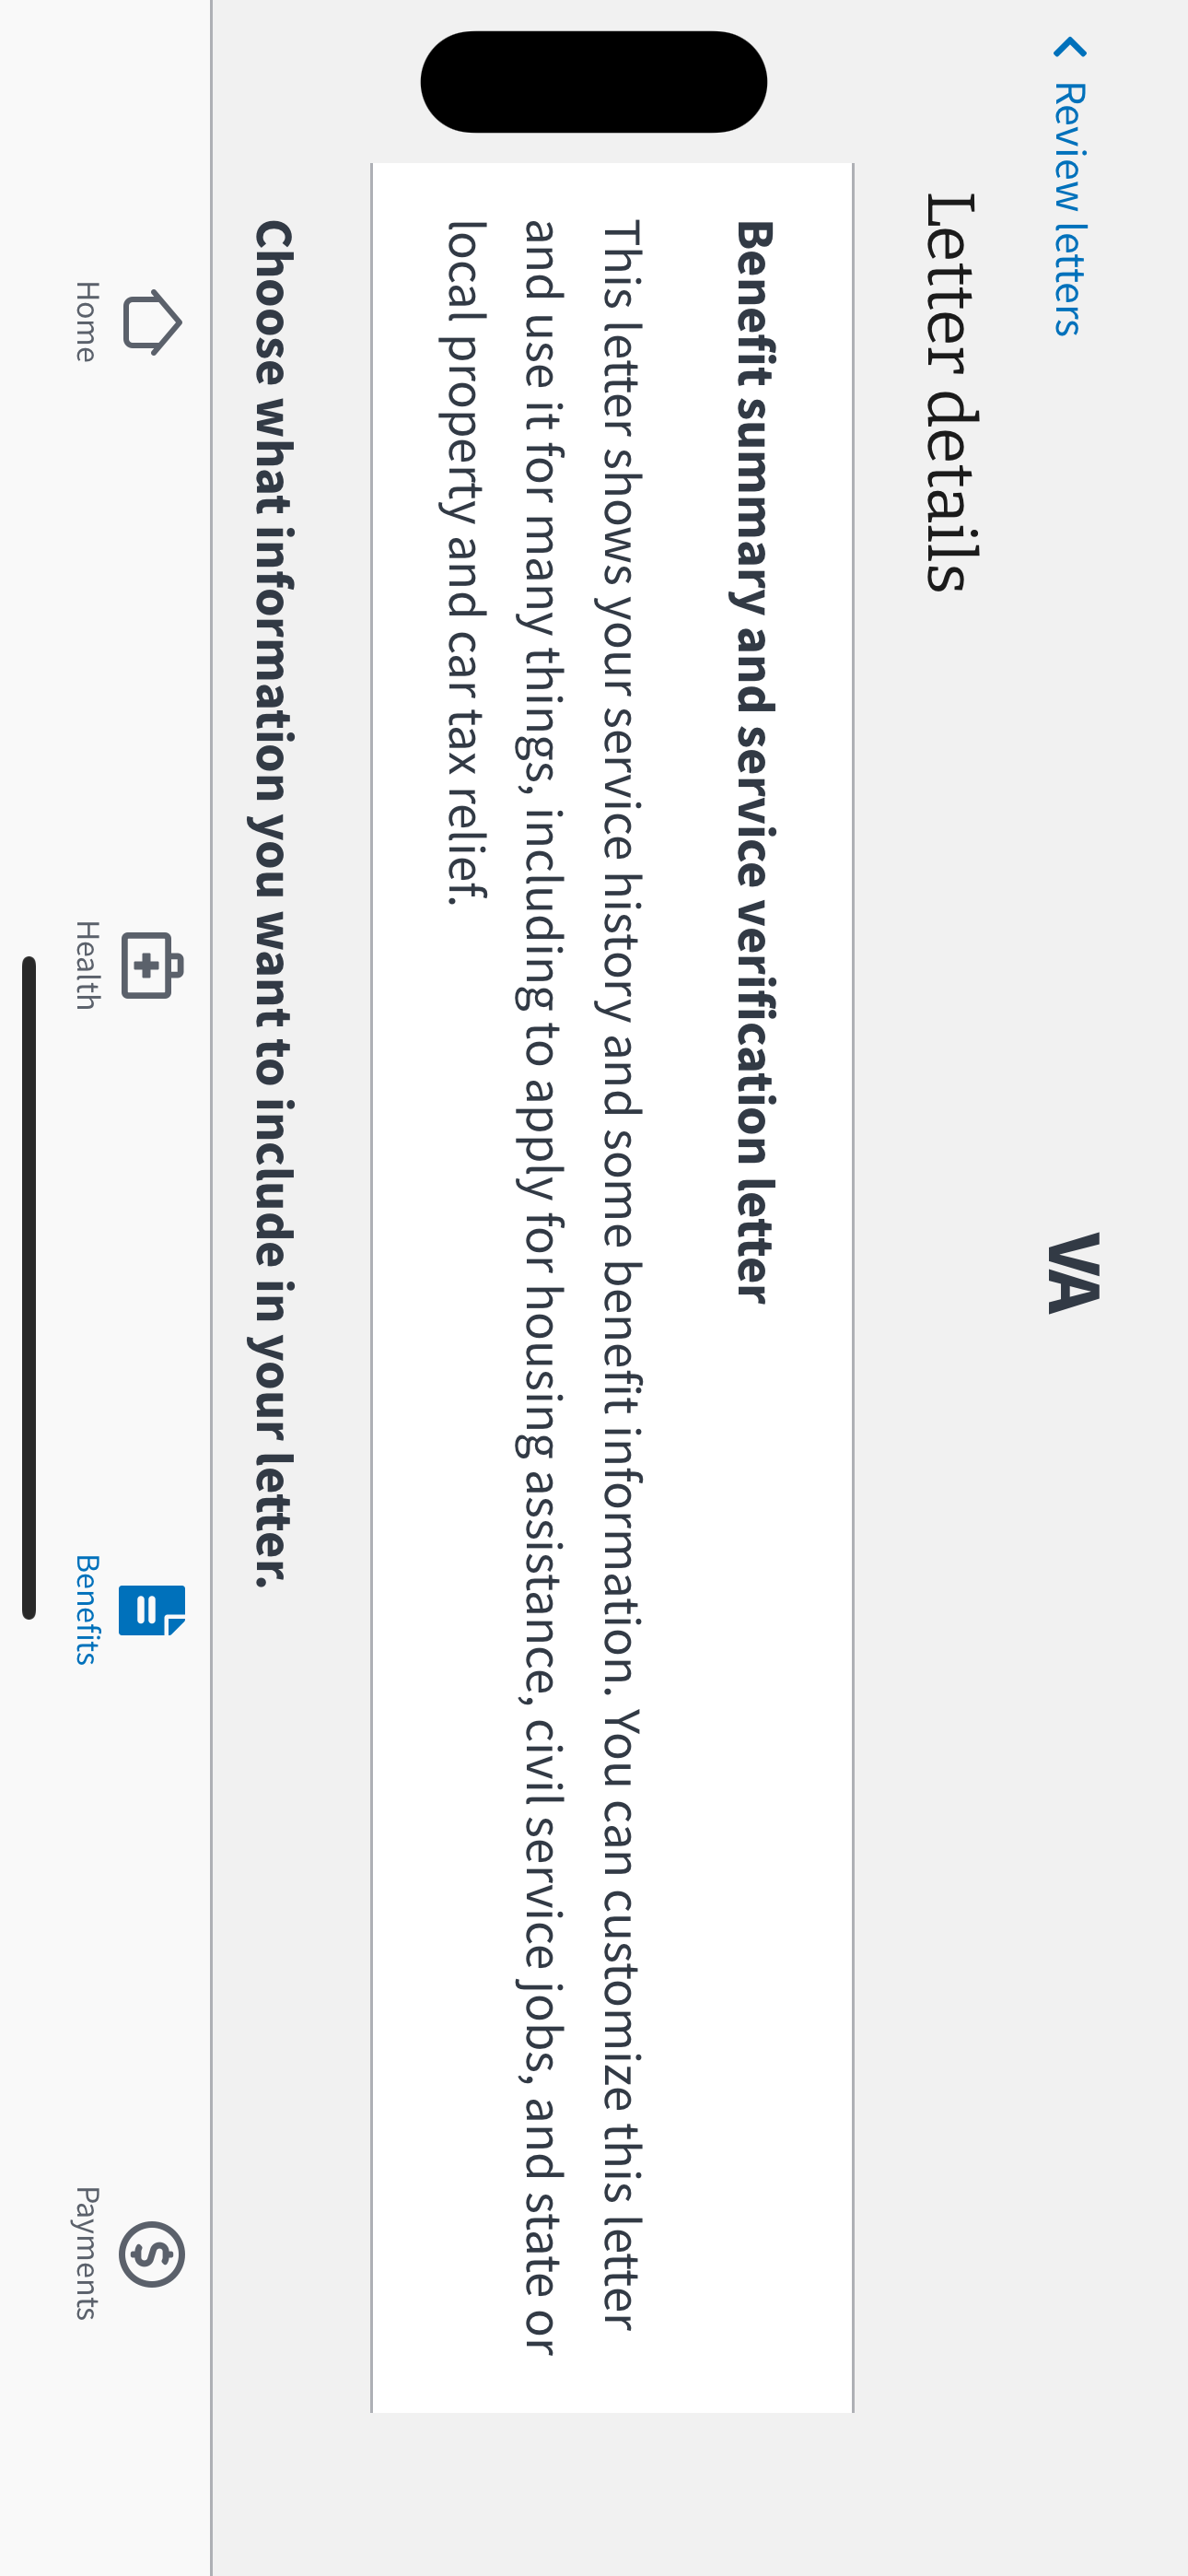 Review letters
VA
Letter details
Benefit summary and service verification letter
This letter shows your service history and some benefit information. You can customize this letter
and use it for many things, including to apply for housing assistance, civil service jobs, and state or
local property and car tax relief.
Choose what information you want to include in your letter.
Home
Health
Benefits
Payments